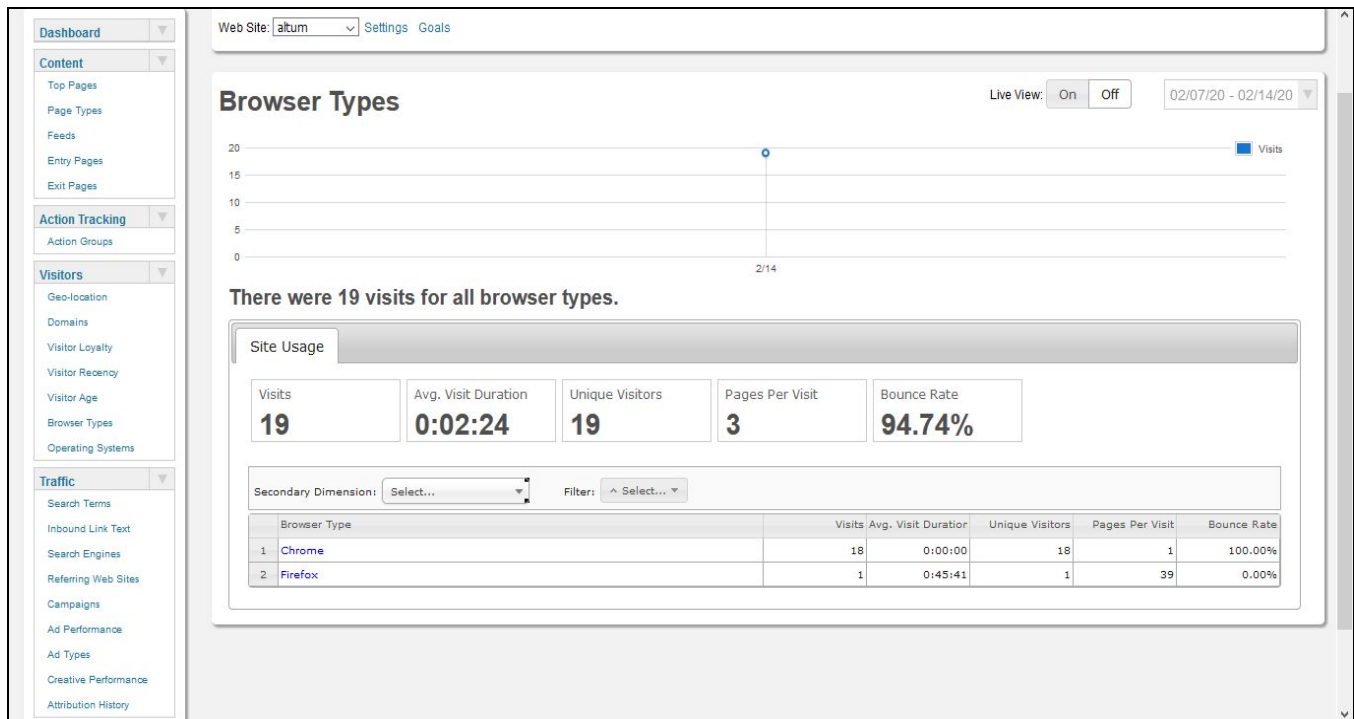 Dashboard
Content
Top Pages
Page Types
Feeds
Entry Pages
Exit Pages
Action Tracking
Action Groups
Visitors
Geo-location
Domains
Visitor Loyalty
Visitor Recency
Visitor Age
Browser Types
Operating Systems
Traffic
Search Terms
Inbound Link Text
Search Engines
Referring Web Sites
Campaigns
Ad Performance
Ad Types
Creative Performance
Attribution History
Web Site: altum Settings Goals
Browser Types
Live View: On Off 02/07/20 - 02/14/20
20
15
10
5
0
Visits
2/14
There were 19 visits for all browser types.
Site Usage
Visits Avg. Visit Duration Unique Visitors Pages Per Visit Bounce Rate
19 0:02:24 19 3 94.74%
Secondary Dimension: Select... Filter: ^ Select...
Browser Type Visits Avg. Visit Duration Unique Visitors Pages Per Visit Bounce Rate
1 Chrome 18 0:00:00 18 1 100.00%
2 Firefox 1 0:45:41 1 39 0.00%